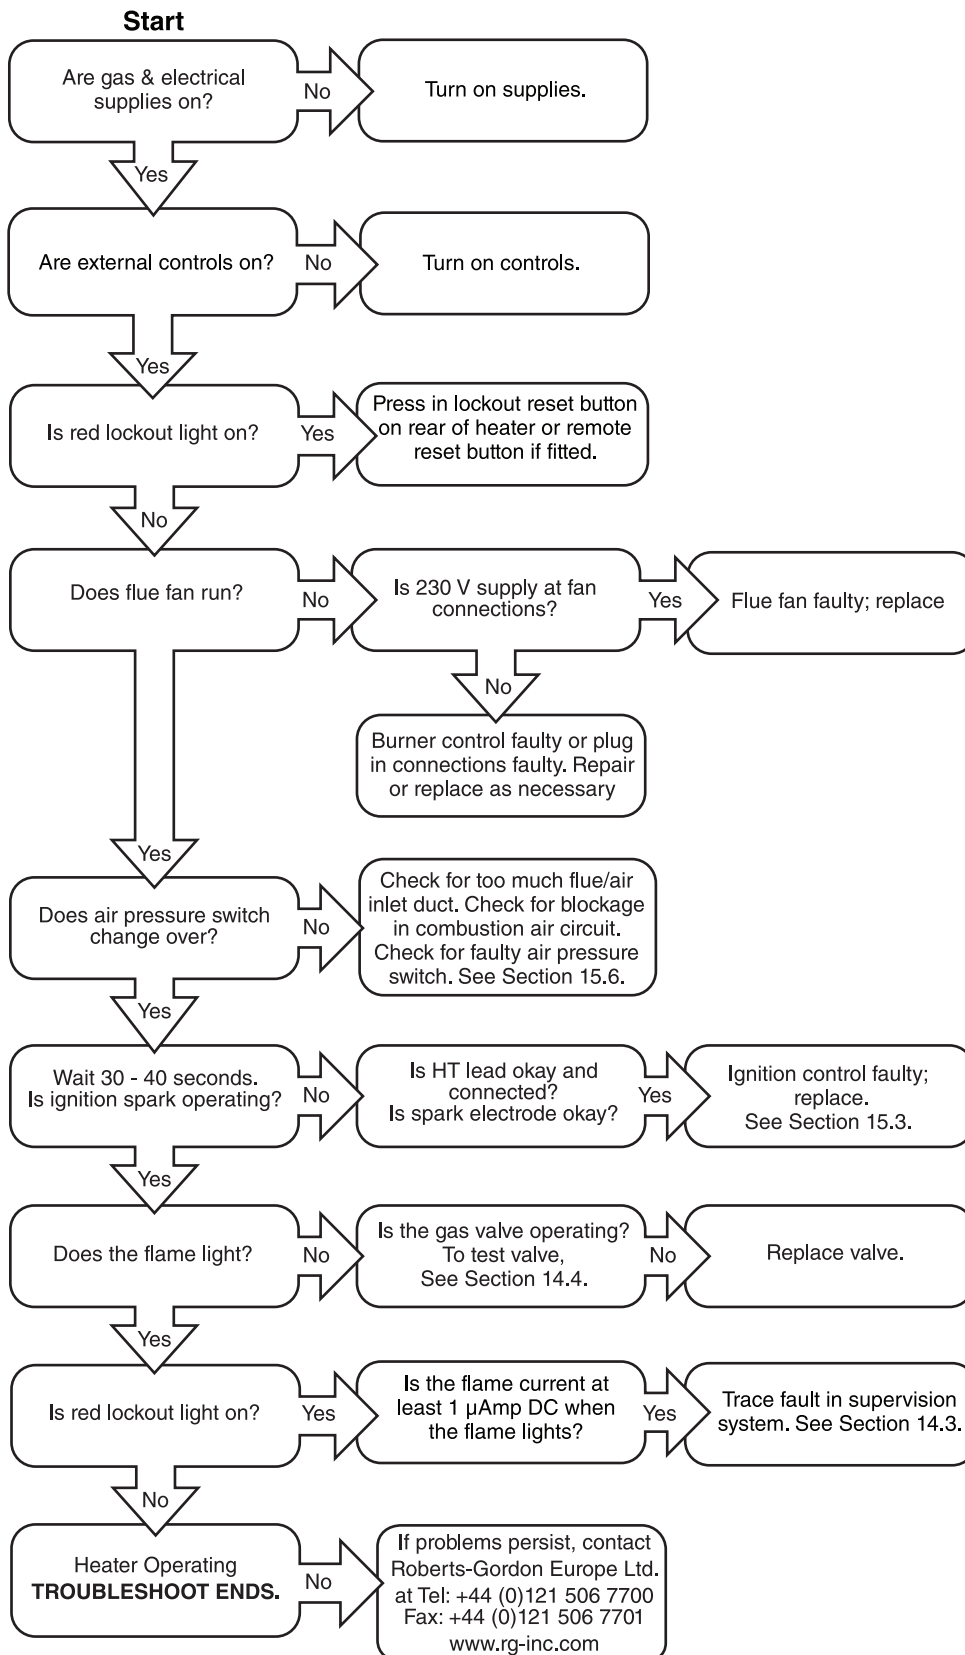 Start
Are gas & electrical
supplies on?
No
Turn on supplies.
Yes
Are external controls on?
No
Turn on controls.
Yes
Is red lockout light on?
Yes
Press in lockout reset button
on rear of heater or remote
reset button if fitted.
No
Does flue fan run?
No
Is 230 V supply at fan
connections?
Yes
Flue fan faulty; replace
No
Burner control faulty or plug
in connections faulty. Repair
or replace as necessary
Yes
Does air pressure switch
change over?
No
Check for too much flue/air
inlet duct. Check for blockage
in combustion air circuit.
Check for faulty air pressure
switch. See Section 15.6.
Yes
Wait 30 - 40 seconds.
Is ignition spark operating?
No
Is HT lead okay and
connected?
Is spark electrode okay?
Yes
Ignition control faulty;
replace.
See Section 15.3.
Yes
Does the flame light?
No
Is the gas valve operating?
To test valve,
See Section 14.4.
No
Replace valve.
Yes
Is red lockout light on?
Yes
Is the flame current at
least 1 µAmp DC when
the flame lights?
Yes
Trace fault in supervision
system. See Section 14.3.
No
Heater Operating
TROUBLESHOOT ENDS.
No
If problems persist, contact
Roberts-Gordon Europe Ltd.
at Tel: +44 (0)121 506 7700
Fax: +44 (0)121 506 7701
www.rg-inc.com